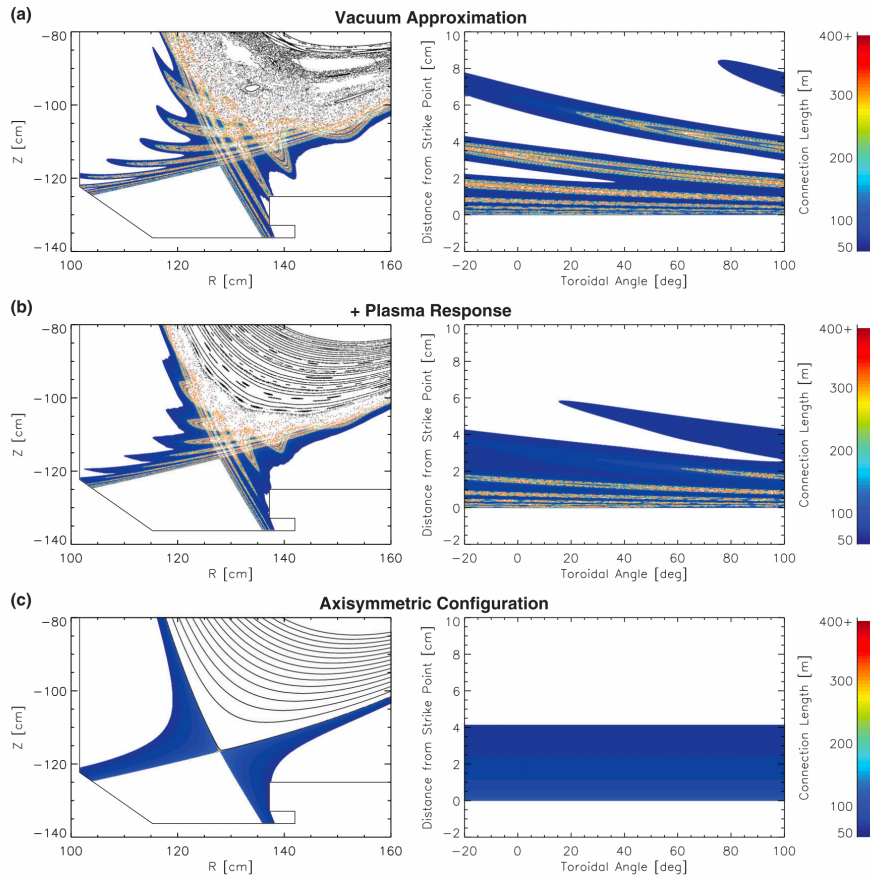 (a) Vacuum Approximation
-80
-100
-120
-140
Z [cm]
100 120 140 160
R [cm]
10
8
6
4
2
0
-2
Distance from Strike Point [cm]
-20 0 20 40 60 80 100
Toroidal Angle [deg]
400+
300
200
100
50
Connection Length [m]
(b) + Plasma Response
-80
-100
-120
-140
Z [cm]
100 120 140 160
R [cm]
10
8
6
4
2
0
-2
Distance from Strike Point [cm]
-20 0 20 40 60 80 100
Toroidal Angle [deg]
400+
300
200
100
50
Connection Length [m]
(c) Axisymmetric Configuration
-80
-100
-120
-140
Z [cm]
100 120 140 160
R [cm]
10
8
6
4
2
0
-2
Distance from Strike Point [cm]
-20 0 20 40 60 80 100
Toroidal Angle [deg]
400+
300
200
100
50
Connection Length [m]